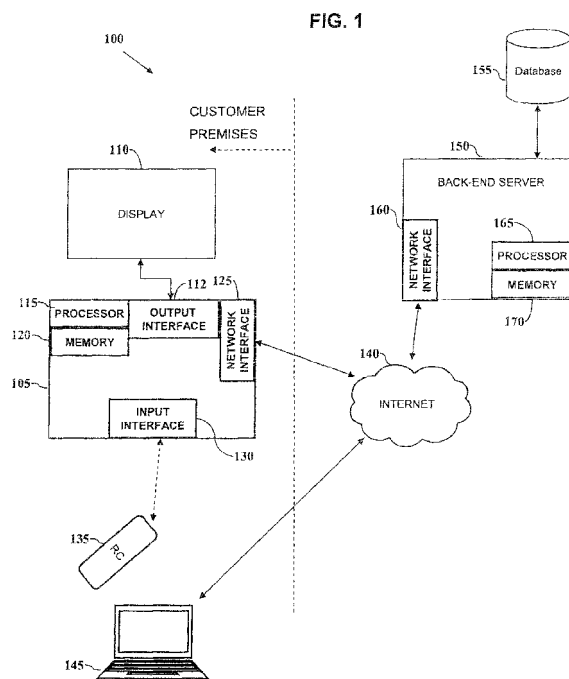 FIG. 1
100
155
Database
CUSTOMER
PREMISES
110
DISPLAY
150
BACK-END SERVER
160
NETWORK
INTERFACE
165
PROCESSOR
MEMORY
170
115
PROCESSOR
112
OUTPUT
INTERFACE
125
NETWORK
INTERFACE
120
MEMORY
105
INPUT
INTERFACE
130
140
INTERNET
135
RC
145